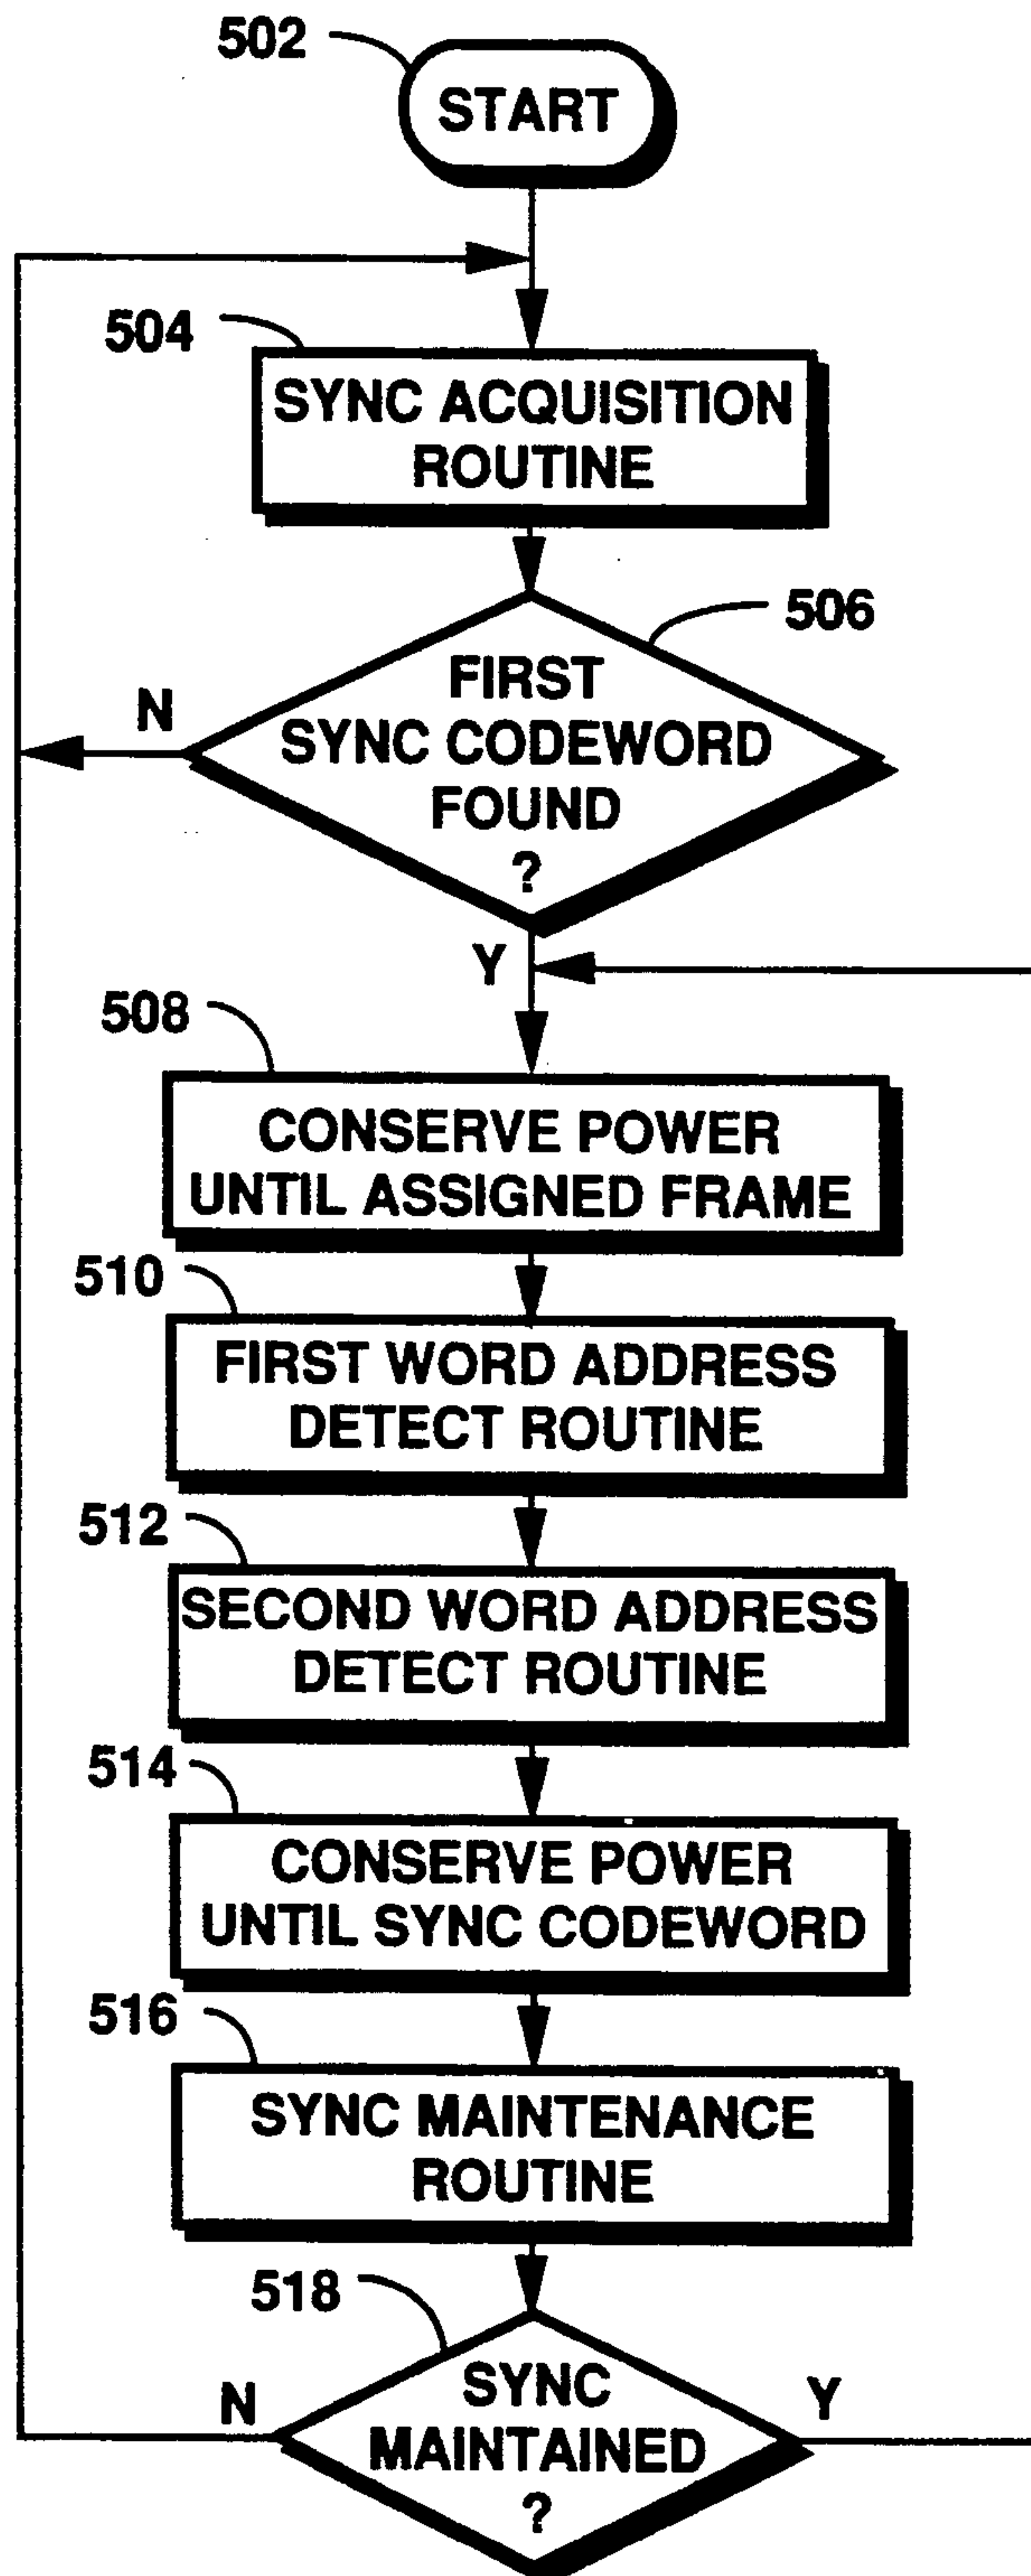 502
START
504
SYNC ACQUISITION
ROUTINE
506
FIRST
SYNC CODEWORD
FOUND
?
N
Y
508
CONSERVE POWER
UNTIL ASSIGNED FRAME
510
FIRST WORD ADDRESS
DETECT ROUTINE
512
SECOND WORD ADDRESS
DETECT ROUTINE
514
CONSERVE POWER
UNTIL SYNC CODEWORD
516
SYNC MAINTENANCE
ROUTINE
518
N
SYNC
MAINTAINED
?
Y